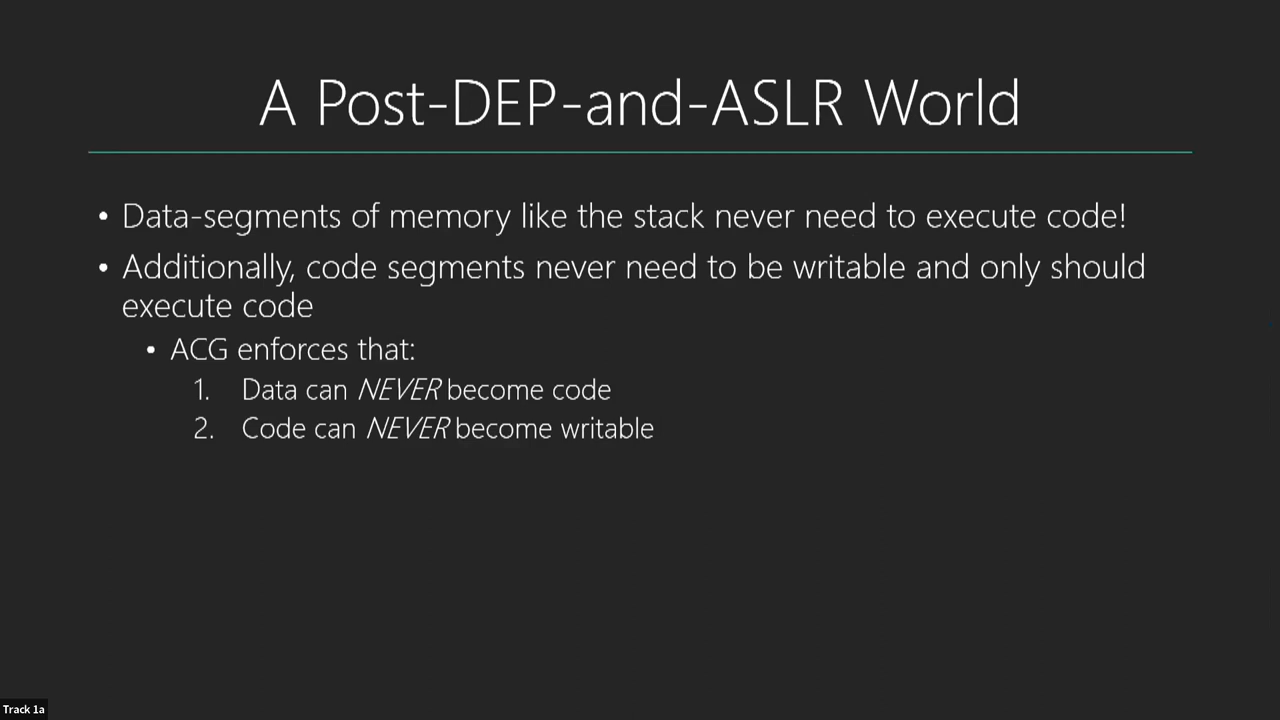 A Post-DEP-and-ASLR World
• Data-segments of memory like the stack never need to execute code!
• Additionally, code segments never need to be writable and only should
execute code
• ACG enforces that:
1. Data can NEVER become code
2. Code can NEVER become writable
Track 1a